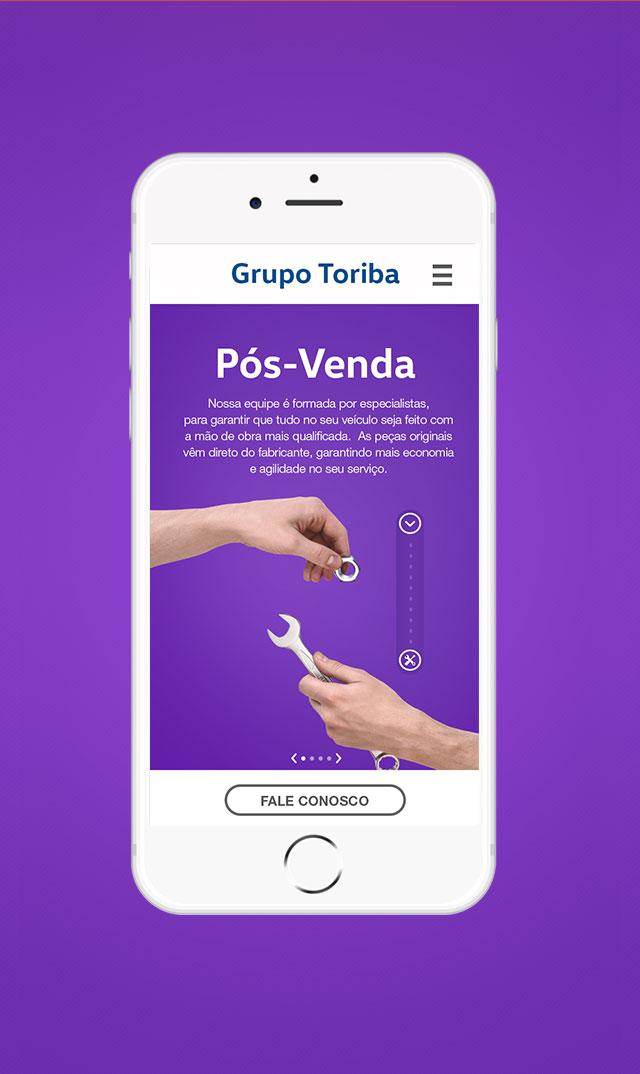 Grupo Toriba
Pós-Venda
Nossa equipe é formada por especialistas,
para garantir que tudo no seu veículo seja feito com
a mão de obra mais qualificada.  As peças originais
vêm direto do fabricante, garantindo mais economia
e agilidade no seu serviço.
FALE CONOSCO